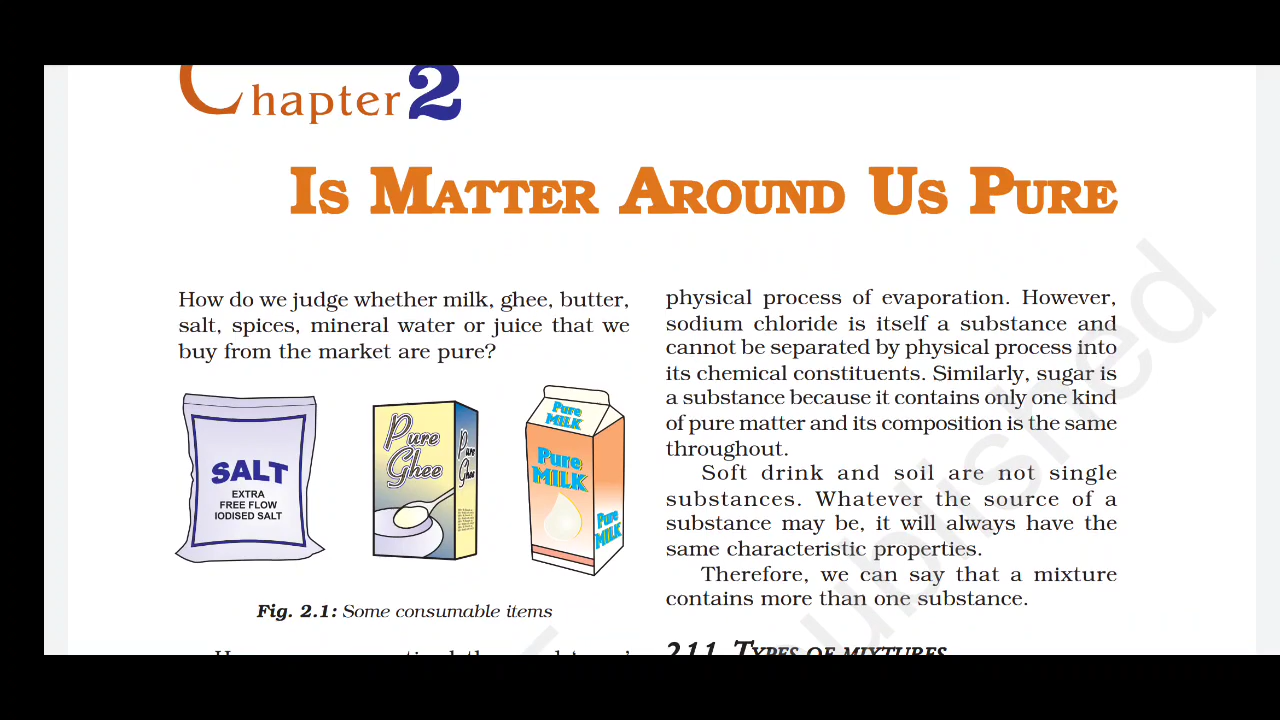 Chapter 2
IS MATTER AROUND US PURE
How do we judge whether milk, ghee, butter,
salt, spices, mineral water or juice that we
buy from the market are pure?
SALT
EXTRA
FREE FLOW
IODISED SALT
Pure
Ghee
Pure
Ghee
Pure
MILK
Pure
MILK
Pure
MILK
Fig. 2.1: Some consumable items
physical process of evaporation. However,
sodium chloride is itself a substance and
cannot be separated by physical process into
its chemical constituents. Similarly, sugar is
a substance because it contains only one kind
of pure matter and its composition is the same
throughout.
Soft drink and soil are not single
substances. Whatever the source of a
substance may be, it will always have the
same characteristic properties.
Therefore, we can say that a mixture
contains more than one substance.
2.1.1 TYPES OF MIXTURES
ublished